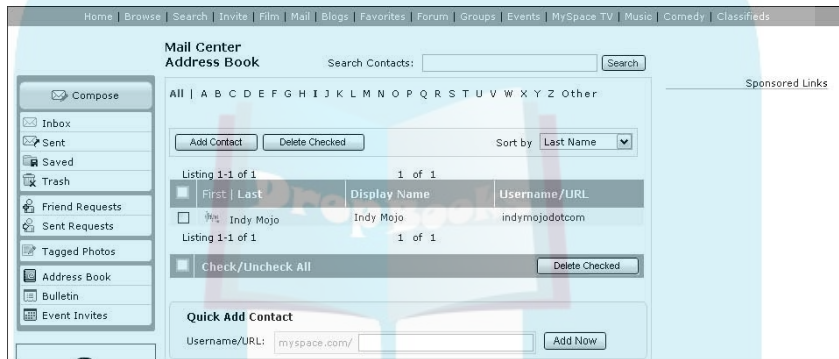 Home | Browse | Search | Invite | Film | Mail | Blogs | Favorites | Forum | Groups | Events | MySpace TV | Music | Comedy | Classifieds
Mail Center
Address Book
Search Contacts: Search
Sponsored Links
Compose
Inbox
Sent
Saved
Trash
Friend Requests
Sent Requests
Tagged Photos
Address Book
Bulletin
Event Invites
All | A B C D E F G H I J K L M N O P Q R S T U V W X Y Z Other
Add Contact Delete Checked Sort by Last Name
Listing 1-1 of 1 1 of 1
First | Last Display Name Username/URL
Indy Mojo Indy Mojo indymojodotcom
Listing 1-1 of 1 1 of 1
Check/Uncheck All Delete Checked
Quick Add Contact
Username/URL: myspace.com/ Add Now
DropBooks